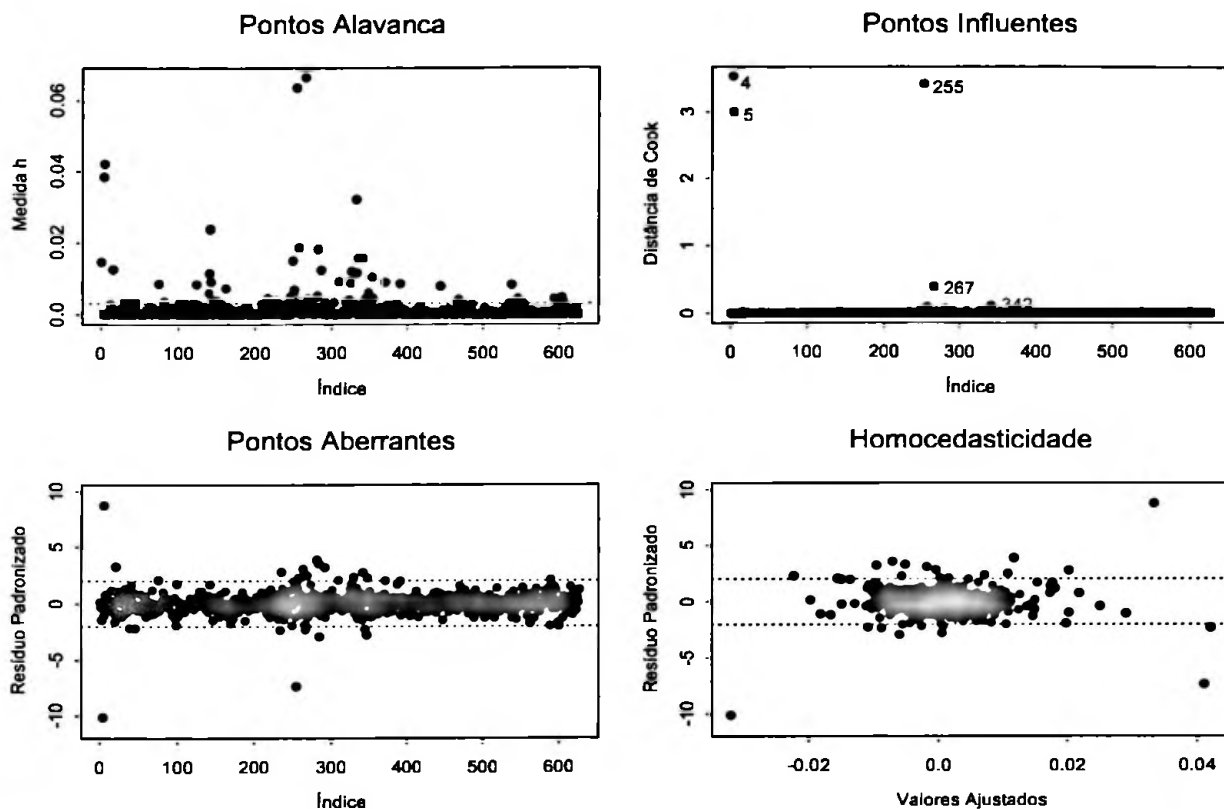 Pontos Alavanca
Medida h
0.0 0.02 0.04 0.06
0 100 200 300 400 500 600
Índice
Pontos Influentes
Distância de Cook
0 1 2 3
4
5
255
267
342
0 100 200 300 400 500 600
Índice
Pontos Aberrantes
Resíduo Padronizado
-10 -5 0 5 10
0 100 200 300 400 500 600
Índice
Homocedasticidade
Resíduo Padronizado
-10 -5 0 5 10
-0.02 0.0 0.02 0.04
Valores Ajustados